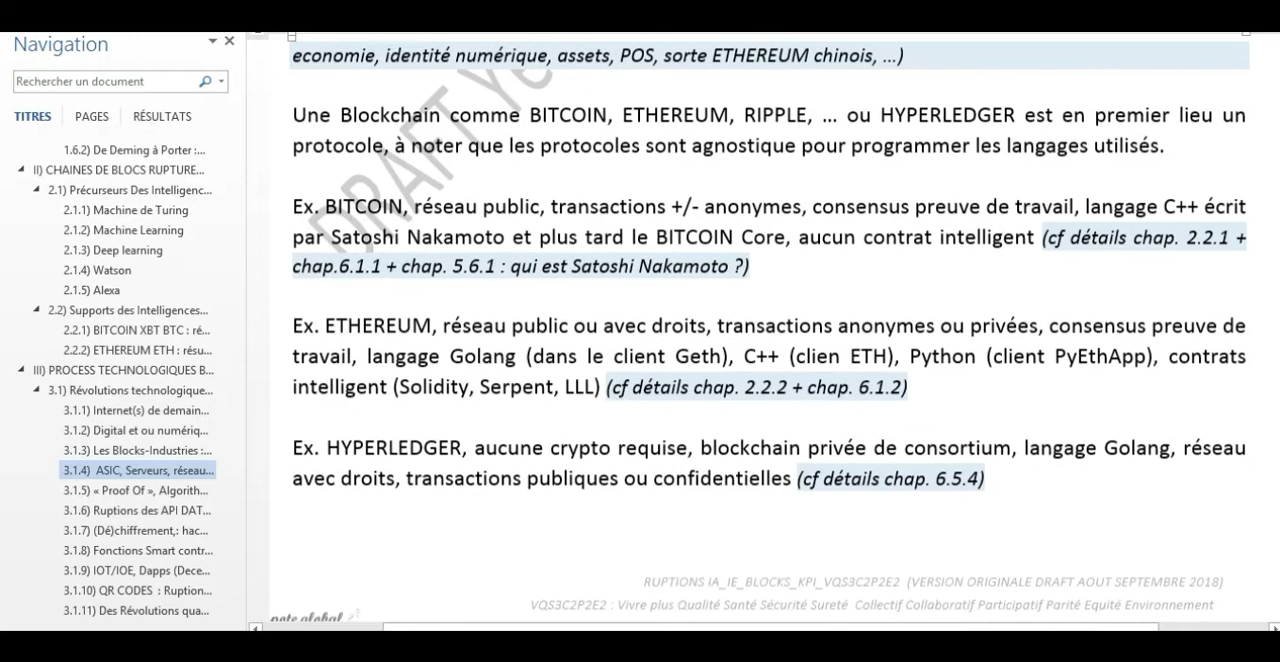 Navigation
Rechercher un document
TITRES PAGES RÉSULTATS
1.6.2) De Deming à Porter :...
II) CHAINES DE BLOCS RUPTURE...
2.1) Précurseurs Des Intelligenc...
2.1.1) Machine de Turing
2.1.2) Machine Learning
2.1.3) Deep learning
2.1.4) Watson
2.1.5) Alexa
2.2) Supports des Intelligences...
2.2.1) BITCOIN XBT BTC : ré...
2.2.2) ETHEREUM ETH : résu...
III) PROCESS TECHNOLOGIQUES B...
3.1) Révolutions technologique...
3.1.1) Internet(s) de demain...
3.1.2) Digital et ou numériq...
3.1.3) Les Blocks-Industries :...
3.1.4) ASIC, Serveurs, réseau...
3.1.5) « Proof Of », Algorith...
3.1.6) Ruptions des API DAT...
3.1.7) (Dé)chiffrement,: hac...
3.1.8) Fonctions Smart contr...
3.1.9) IOT/IOE, Dapps (Dece...
3.1.10) QR CODES : Ruption...
3.1.11) Des Révolutions qua...
economie, identité numérique, assets, POS, sorte ETHEREUM chinois, ...)
Une Blockchain comme BITCOIN, ETHEREUM, RIPPLE, ... ou HYPERLEDGER est en premier lieu un
protocole, à noter que les protocoles sont agnostique pour programmer les langages utilisés.
Ex. BITCOIN, réseau public, transactions +/- anonymes, consensus preuve de travail, langage C++ écrit
par Satoshi Nakamoto et plus tard le BITCOIN Core, aucun contrat intelligent (cf détails chap. 2.2.1 +
chap.6.1.1 + chap. 5.6.1 : qui est Satoshi Nakamoto ?)
Ex. ETHEREUM, réseau public ou avec droits, transactions anonymes ou privées, consensus preuve de
travail, langage Golang (dans le client Geth), C++ (clien ETH), Python (client PyEthApp), contrats
intelligent (Solidity, Serpent, LLL) (cf détails chap. 2.2.2 + chap. 6.1.2)
Ex. HYPERLEDGER, aucune crypto requise, blockchain privée de consortium, langage Golang, réseau
avec droits, transactions publiques ou confidentielles (cf détails chap. 6.5.4)
DRAFT
RUPTIONS IA_IE_BLOCKS_KPI_VQS3C2P2E2 (VERSION ORIGINALE DRAFT AOUT SEPTEMBRE 2018)
VQS3C2P2E2 : Vivre plus Qualité Santé Sécurité Sureté Collectif Collaboratif Participatif Parité Equité Environnement